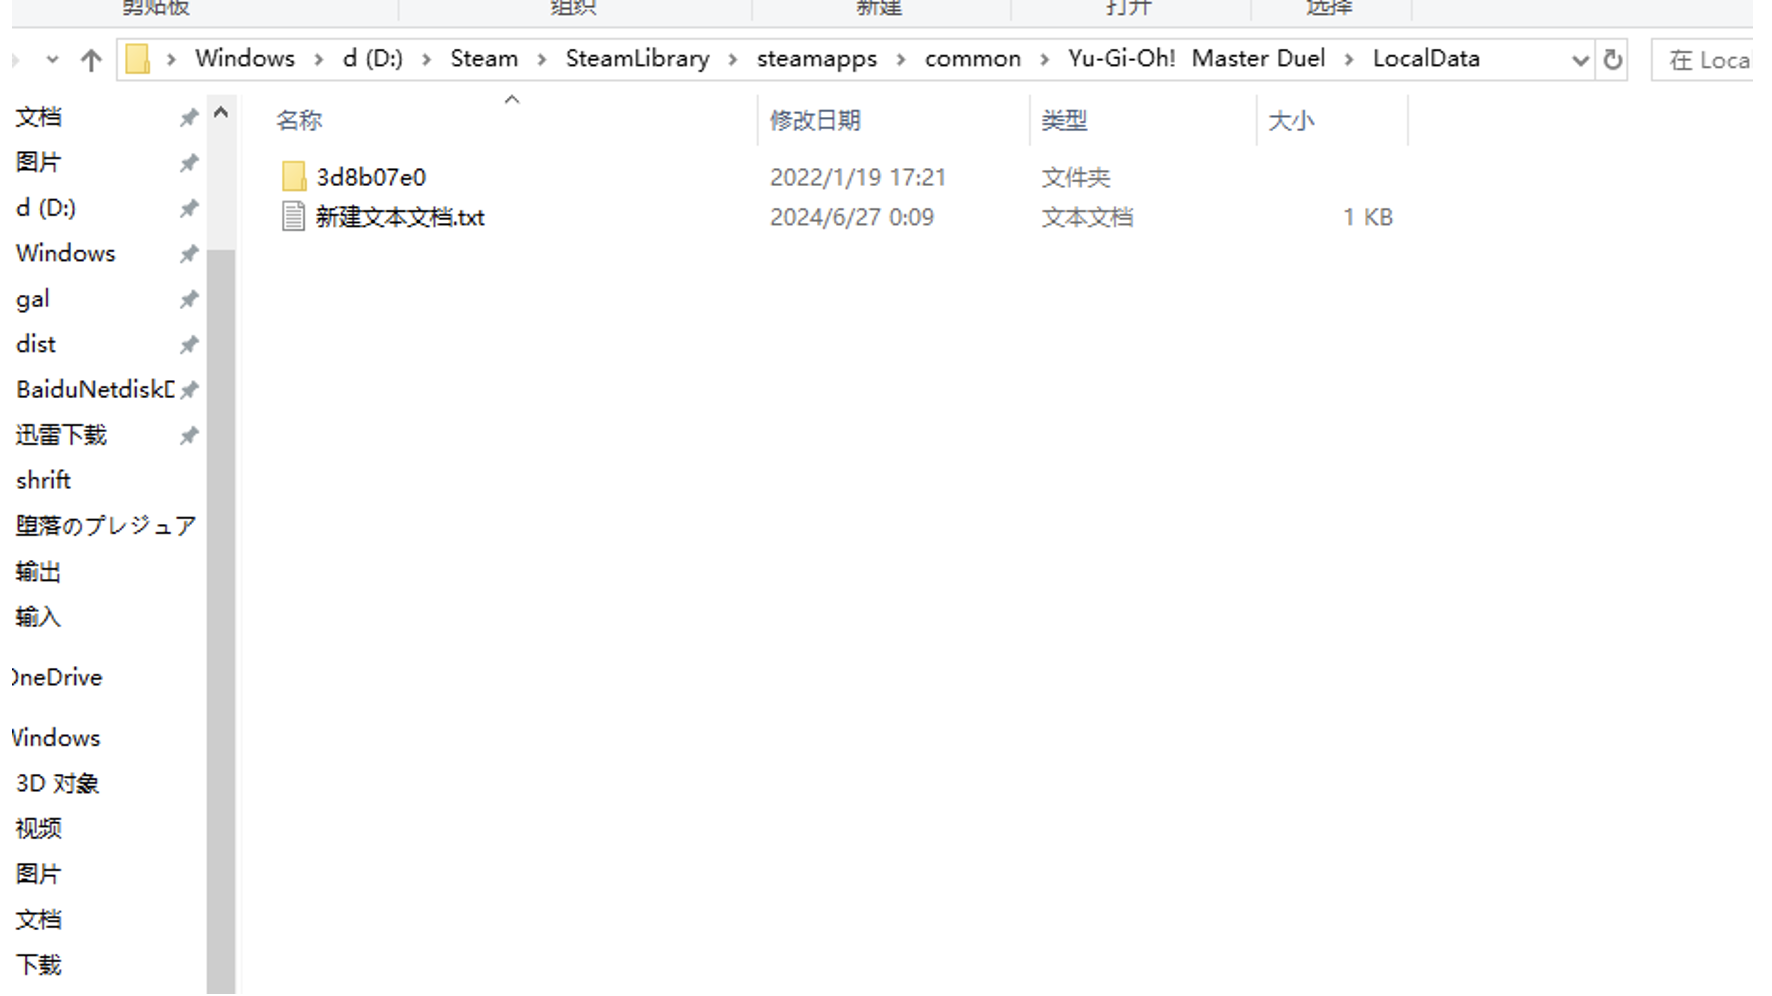 剪贴板 组织 新建 打开 选择
Windows d (D:) Steam SteamLibrary steamapps common Yu-Gi-Oh! Master Duel LocalData 在 Loca
名称 修改日期 类型 大小
3d8b07e0 2022/1/19 17:21 文件夹
新建文本文档.txt 2024/6/27 0:09 文本文档 1 KB
文档
图片
d (D:)
Windows
gal
dist
BaiduNetdiskD
迅雷下载
shrift
堕落のプレジュア
输出
输入
OneDrive
Windows
3D 对象
视频
图片
文档
下载